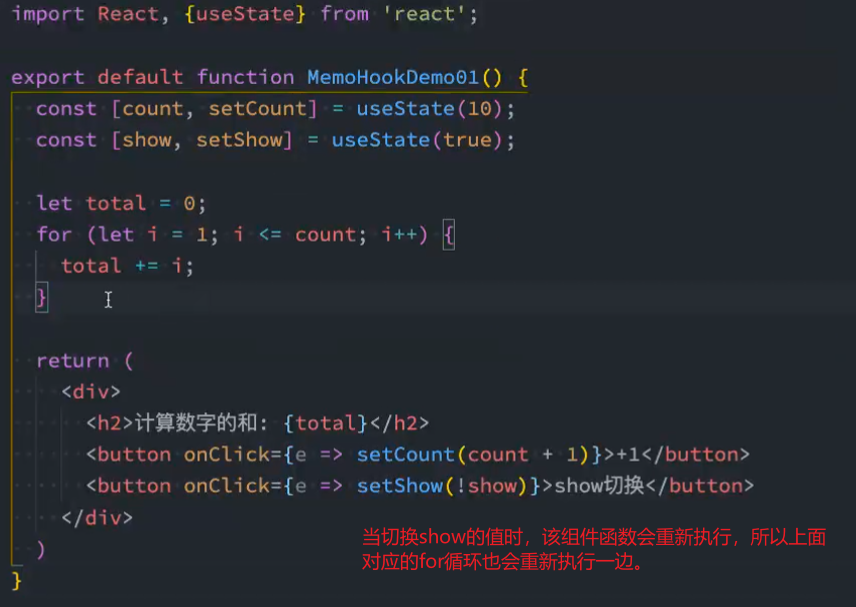 import React, {useState} from 'react';
export default function MemoHookDemo01() {
const [count, setCount] = useState(10);
const [show, setShow] = useState(true);
let total = 0;
for (let i = 1; i <= count; i++) {
total += i;
}
return (
<div>
<h2>计算数字的和: {total}</h2>
<button onClick={e => setCount(count + 1)}>+1</button>
<button onClick={e => setShow(!show)}>show切换</button>
</div>
)
}
当切换show的值时，该组件函数会重新执行，所以上面
对应的for循环也会重新执行一边。